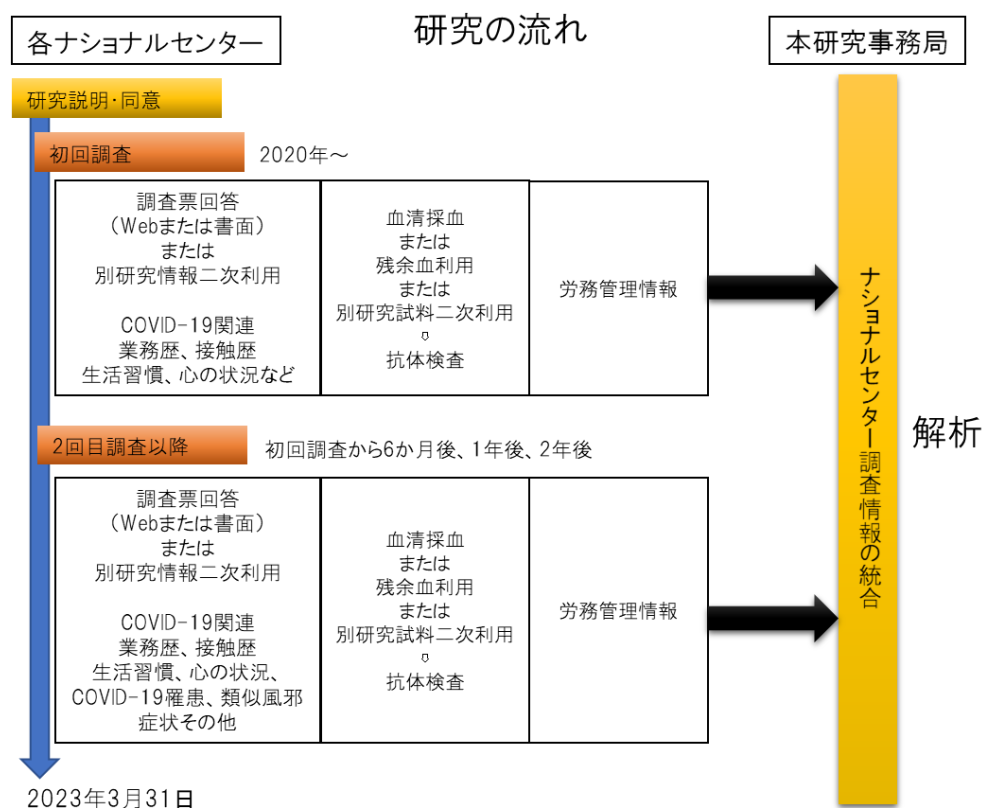 研究の流れ
各ナショナルセンター
本研究事務局
研究説明・同意
初回調査
2020年～
調査票回答
（Webまたは書面）
または
別研究情報二次利用
COVID-19関連
業務歴、接触歴
生活習慣、心の状況など
血清採血
または
残余血利用
または
別研究試料二次利用
⇩
抗体検査
労務管理情報
2回目調査以降
初回調査から6か月後、1年後、2年後
調査票回答
（Webまたは書面）
または
別研究情報二次利用
COVID-19関連
業務歴、接触歴
生活習慣、心の状況、
COVID-19罹患、類似風邪
症状その他
血清採血
または
残余血利用
または
別研究試料二次利用
⇩
抗体検査
労務管理情報
ナショナルセンター調査情報の統合
解析
2023年3月31日